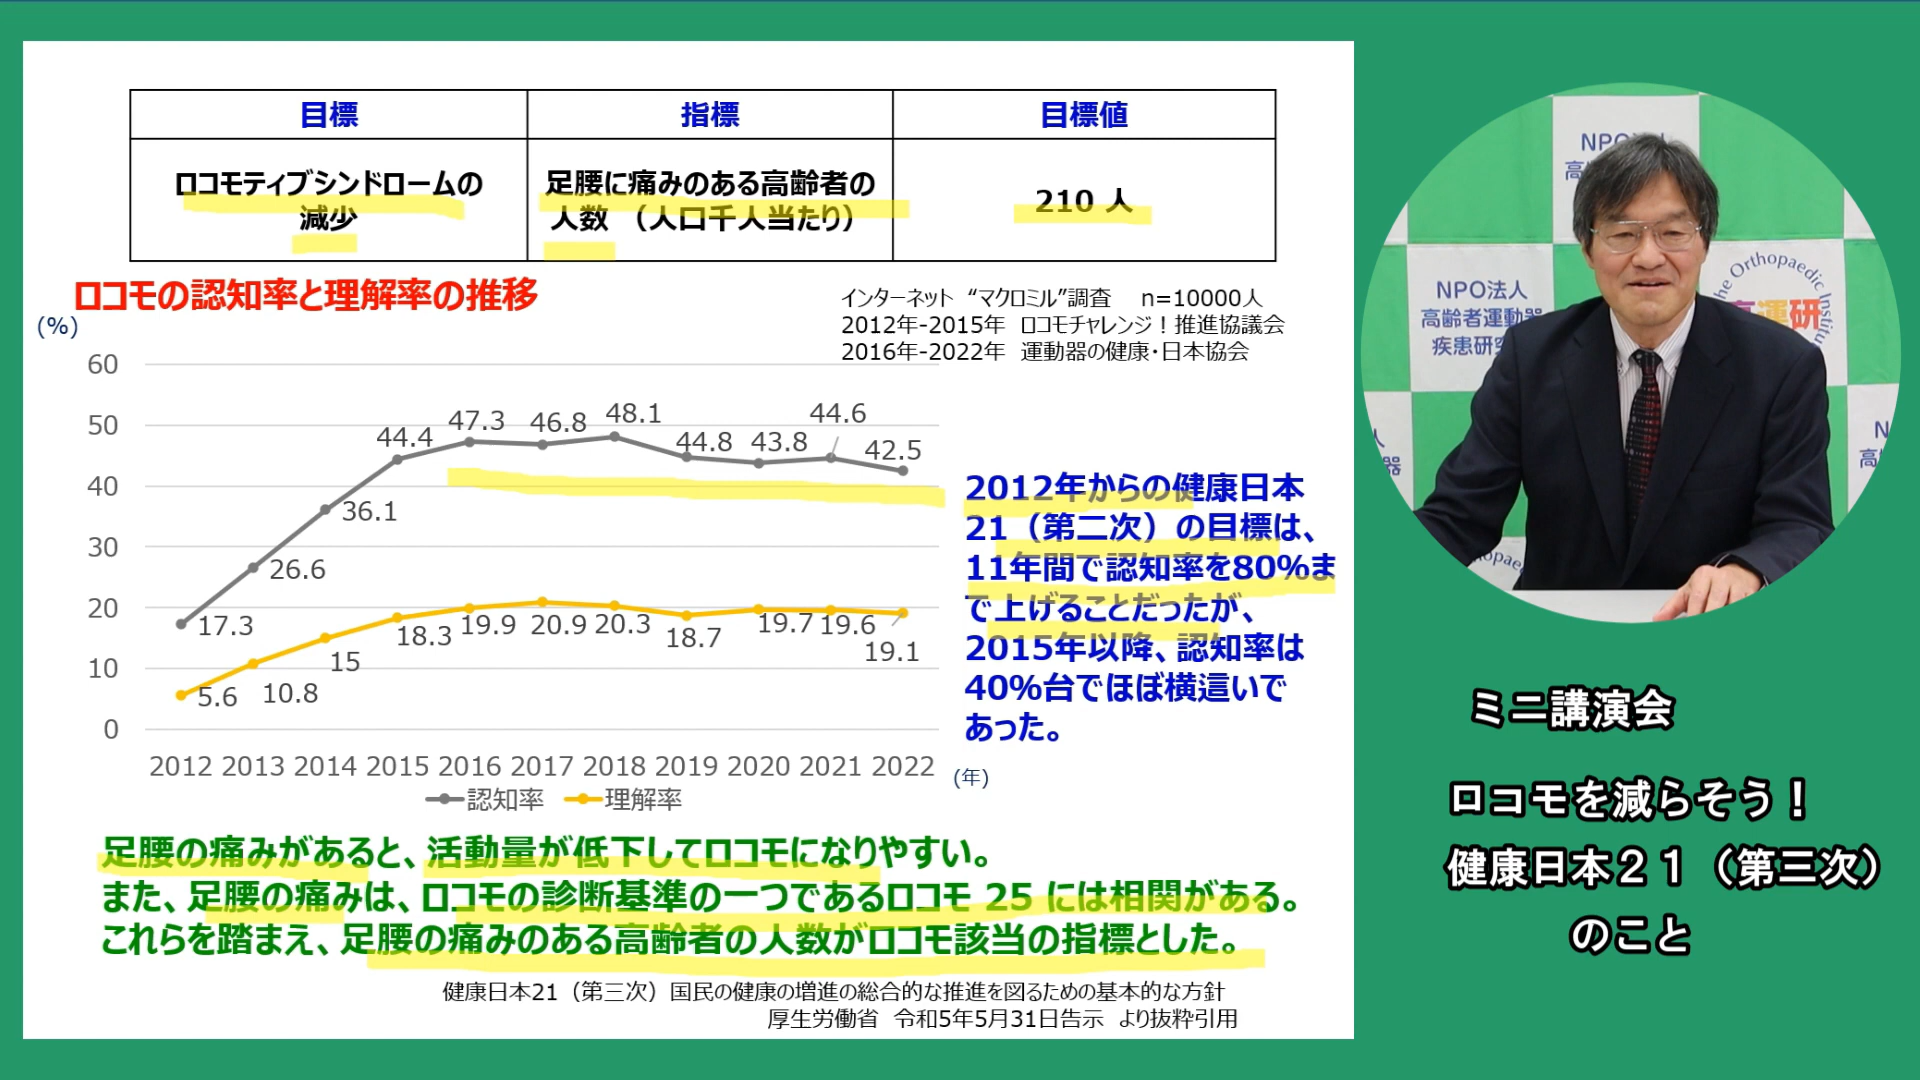 目標 指標 目標値
ロコモティブシンドロームの
減少
足腰に痛みのある高齢者の
人数 （人口千人当たり）
210 人
ロコモの認知率と理解率の推移
インターネット “マクロミル”調査 n=10000人
2012年-2015年 ロコモチャレンジ！推進協議会
2016年-2022年 運動器の健康・日本協会
(%)
60
50
40
30
20
10
0
17.3 26.6 36.1 44.4 47.3 46.8 48.1 44.8 43.8 44.6 42.5
5.6 10.8 15 18.3 19.9 20.9 20.3 18.7 19.7 19.6 19.1
2012 2013 2014 2015 2016 2017 2018 2019 2020 2021 2022
(年)
認知率 理解率
2012年からの健康日本
21（第二次）の目標は、
11年間で認知率を80%ま
で上げることだったが、
2015年以降、認知率は
40%台でほぼ横這いで
あった。
足腰の痛みがあると、活動量が低下してロコモになりやすい。
また、足腰の痛みは、ロコモの診断基準の一つであるロコモ 25 には相関がある。
これらを踏まえ、足腰の痛みのある高齢者の人数がロコモ該当の指標とした。
健康日本21（第三次）国民の健康の増進の総合的な推進を図るための基本的な方針
厚生労働省 令和5年5月31日告示 より抜粋引用
NPO法人
高齢者運動器
疾患研究
The Orthopaedic Institu
高運研
ミニ講演会
ロコモを減らそう！
健康日本２１（第三次）
のこと